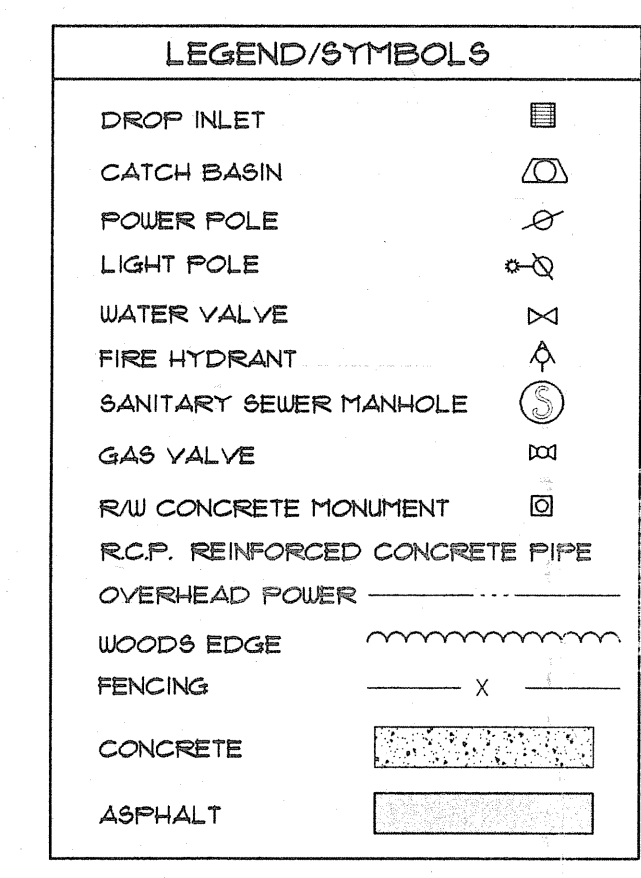 LEGEND/SYMBOLS
DROP INLET
CATCH BASIN
POWER POLE
LIGHT POLE
WATER VALVE
FIRE HYDRANT
SANITARY SEWER MANHOLE S
GAS VALVE
R/W CONCRETE MONUMENT
R.C.P. REINFORCED CONCRETE PIPE
OVERHEAD POWER
WOODS EDGE
FENCING X
CONCRETE
ASPHALT